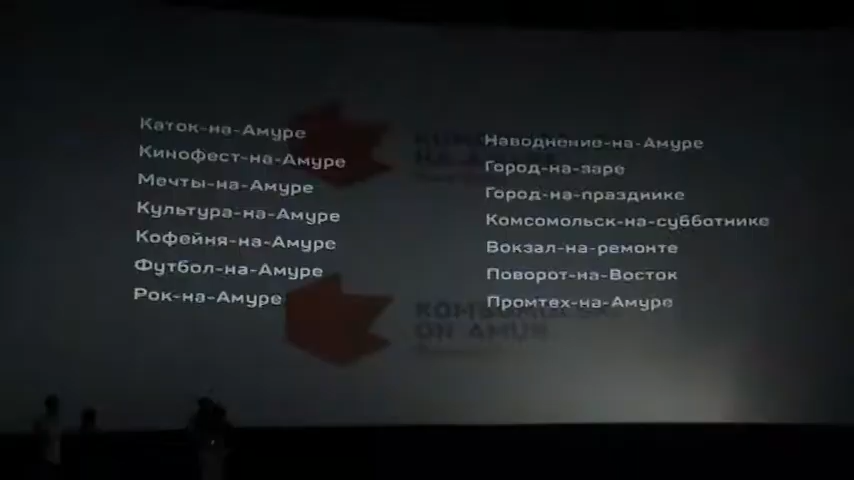 Каток-на-Амуре
Кинофест-на-Амуре
Мечты-на-Амуре
Культура-на-Амуре
Кофейня-на-Амуре
Футбол-на-Амуре
Рок-на-Амуре
Наводнение-на-Амуре
Город-на-заре
Город-на-празднике
Комсомольск-на-субботнике
Вокзал-на-ремонте
Поворот-на-Восток
Промтех-на-Амуре
ON AMUR